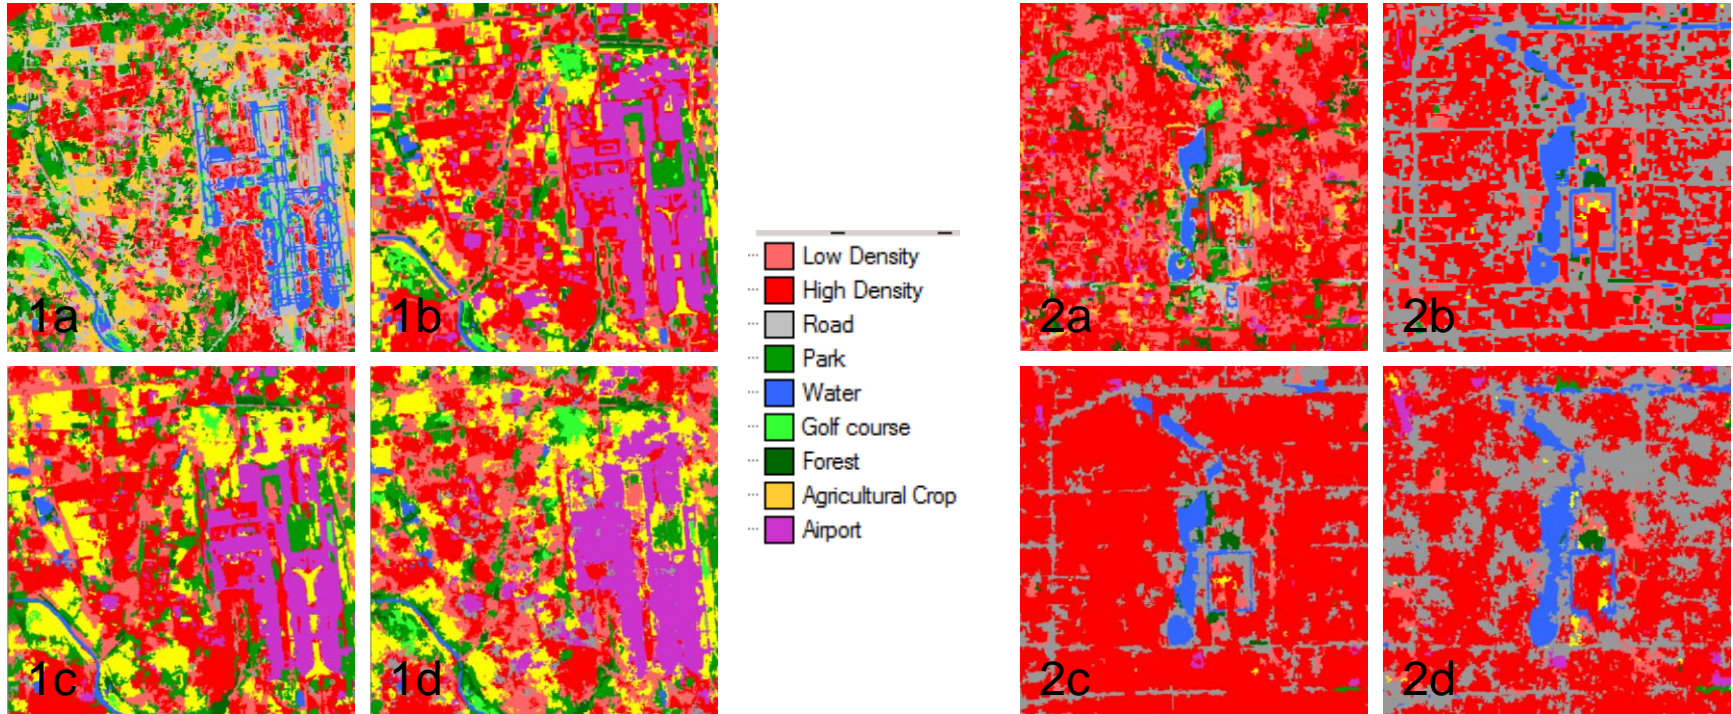 1a
1b
1c
1d
Low Density
High Density
Road
Park
Water
Golf course
Forest
Agricultural Crop
Airport
2a
2b
2c
2d